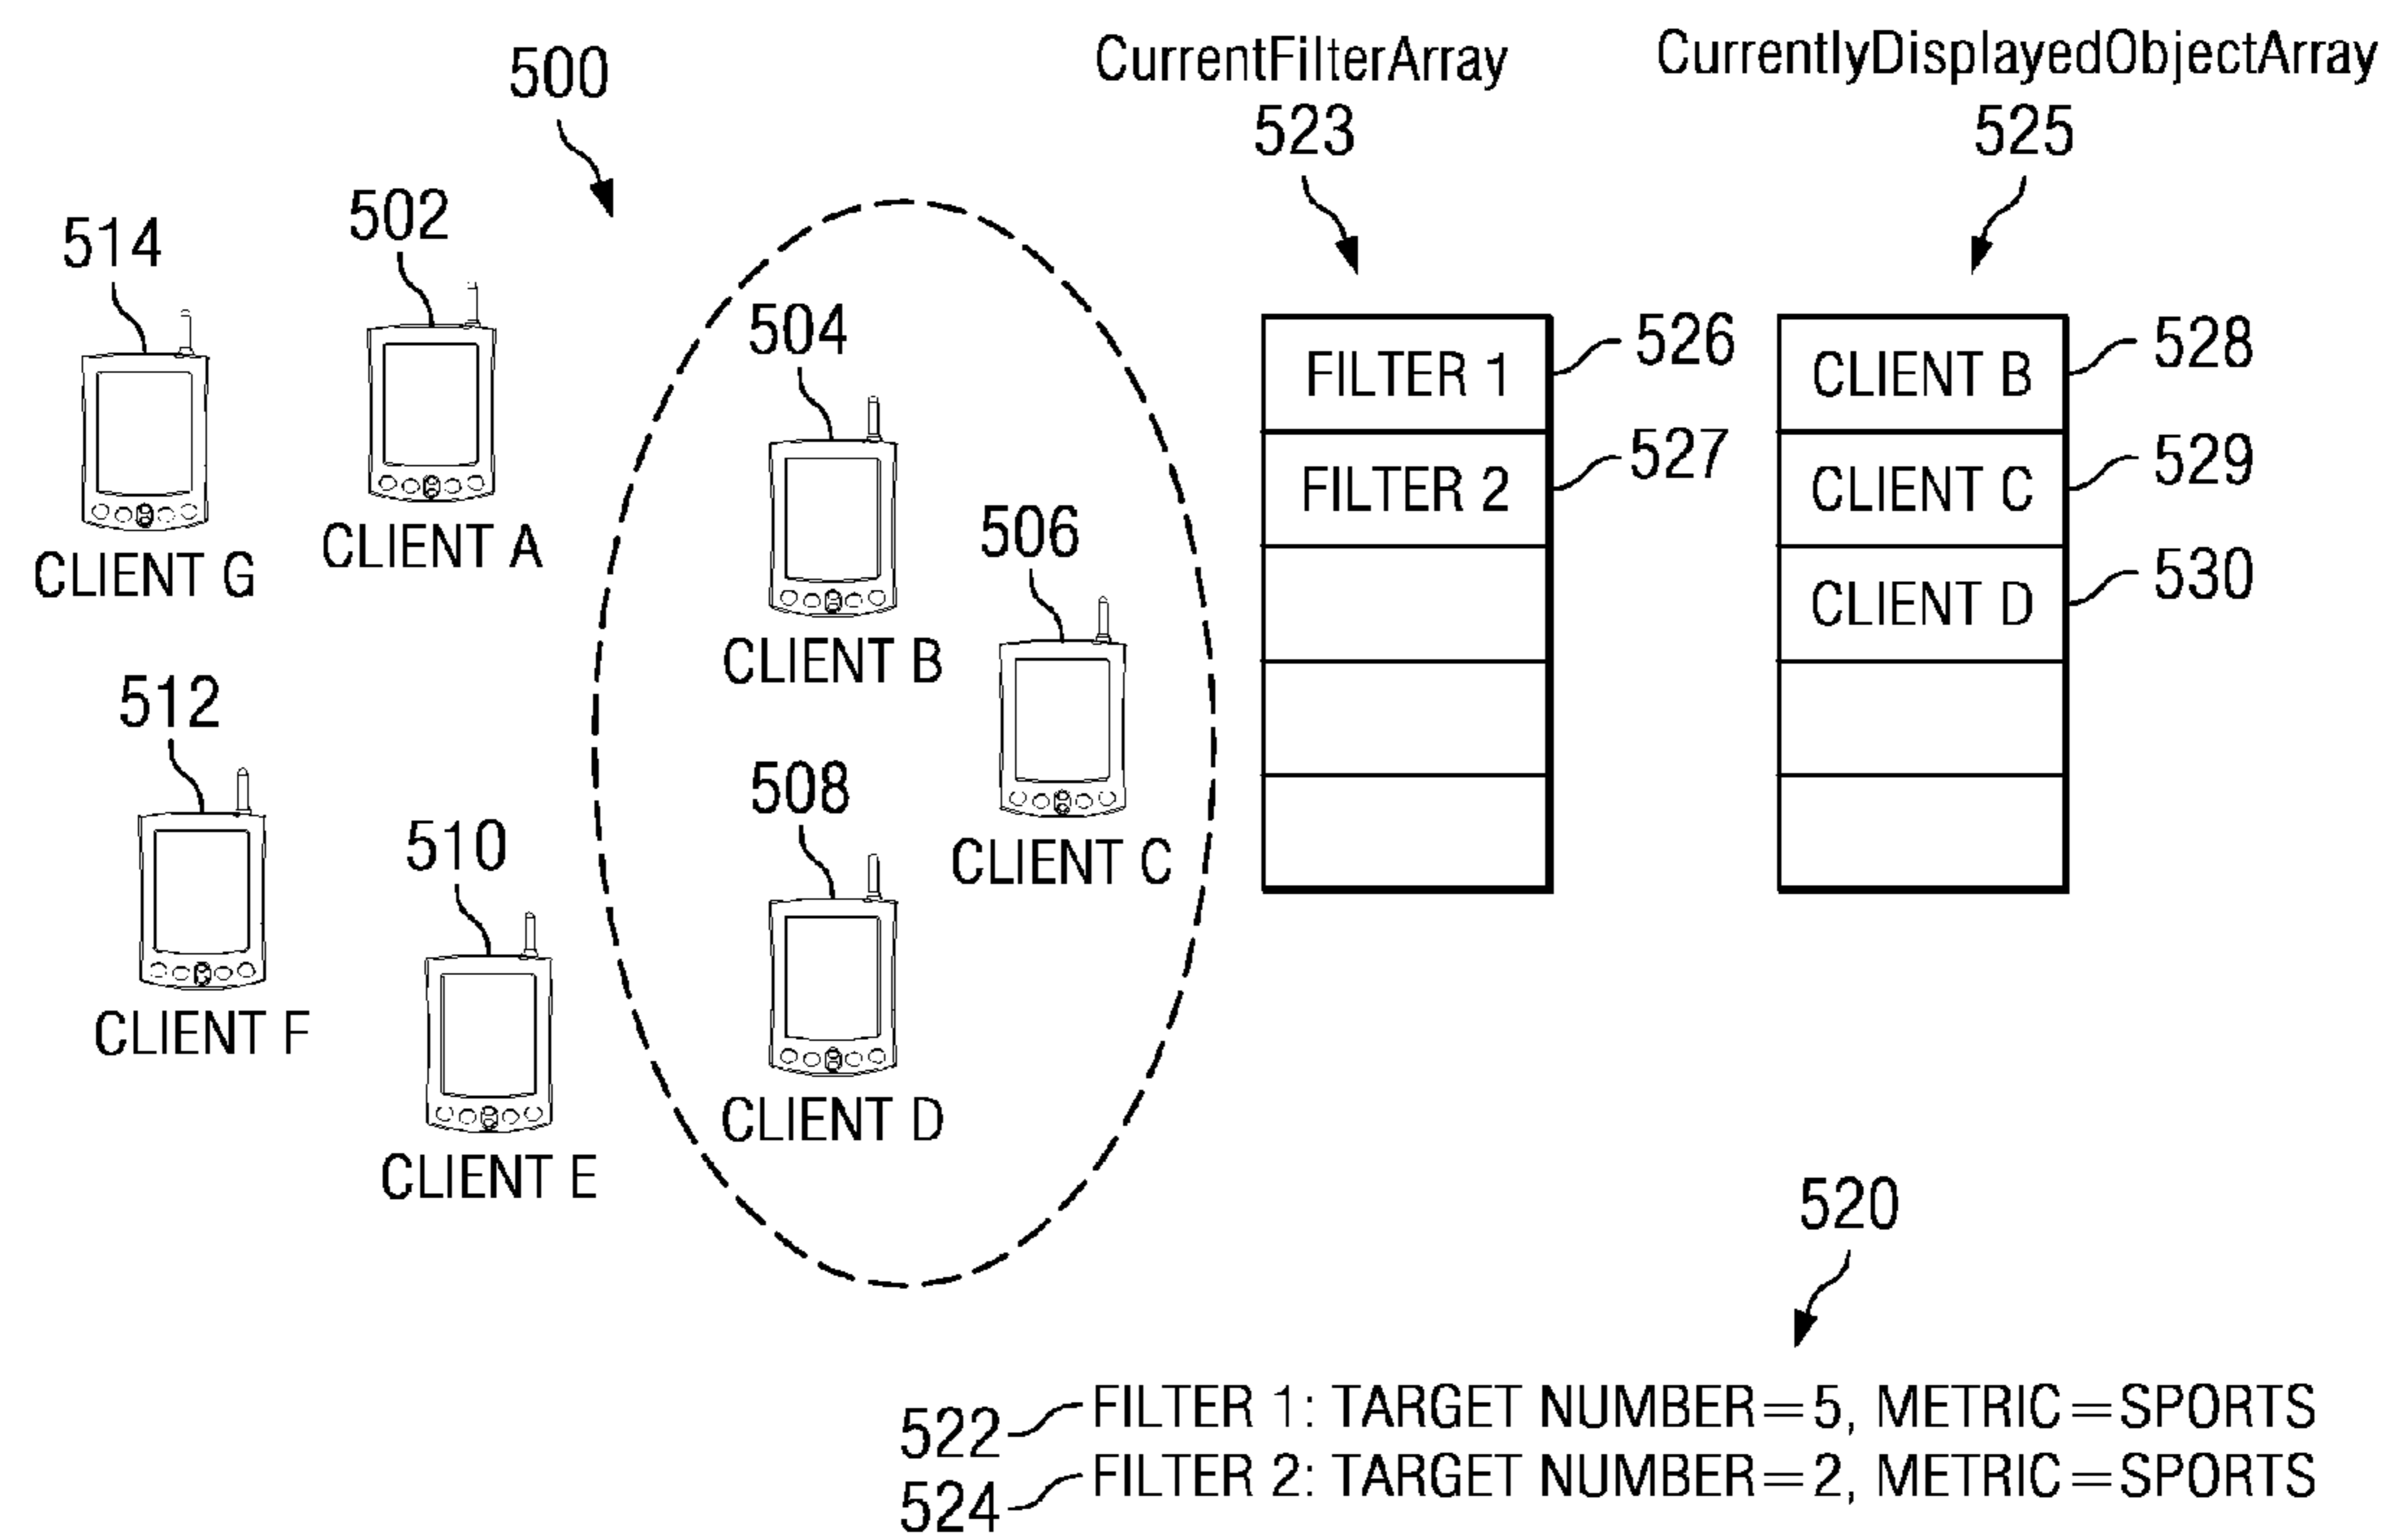 500
CurrentFilterArray
523
CurrentlyDisplayedObjectArray
525
514
502
504
506
CLIENT G
CLIENT A
CLIENT B
CLIENT C
512
510
508
CLIENT F
CLIENT E
CLIENT D
FILTER 1
526
FILTER 2
527
CLIENT B
528
CLIENT C
529
CLIENT D
530
520
522 FILTER 1: TARGET NUMBER=5, METRIC=SPORTS
524 FILTER 2: TARGET NUMBER=2, METRIC=SPORTS